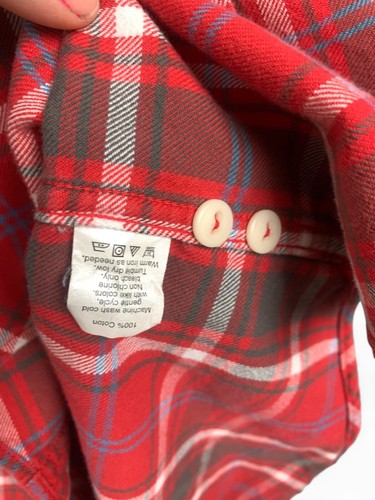 100% Cotton
Machine wash cold
gentle cycle.
with like colors.
Non chlorine
bleach only.
Tumble dry low.
Warm iron as needed.